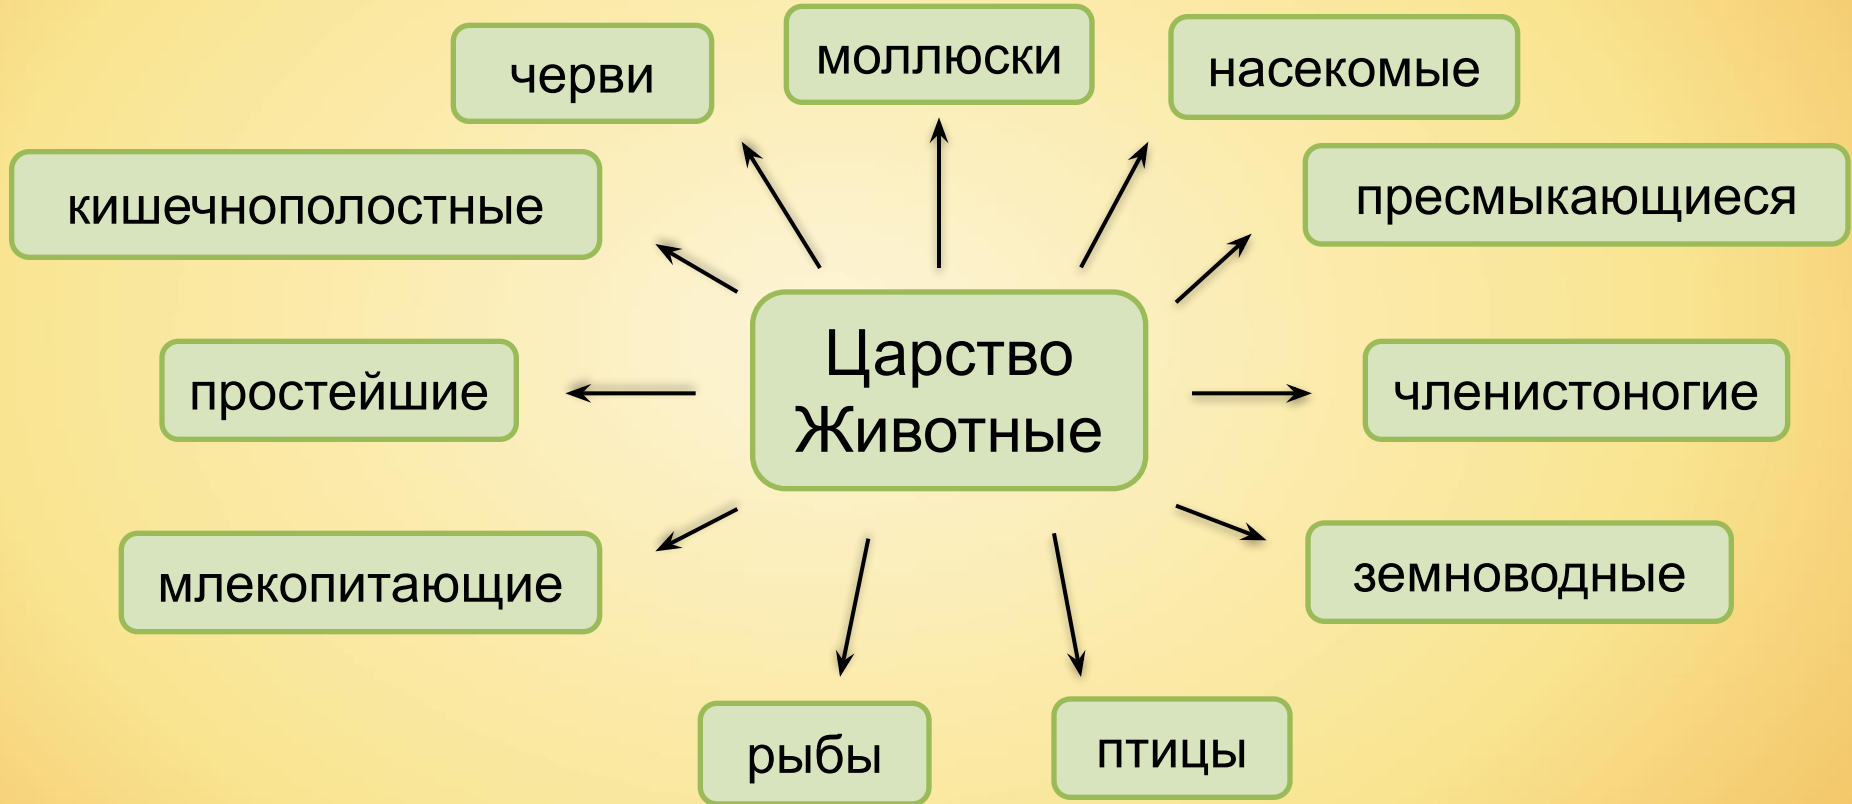 черви
моллюски
насекомые
кишечнополостные
пресмыкающиеся
Царство
Животные
простейшие
членистоногие
млекопитающие
земноводные
рыбы
птицы